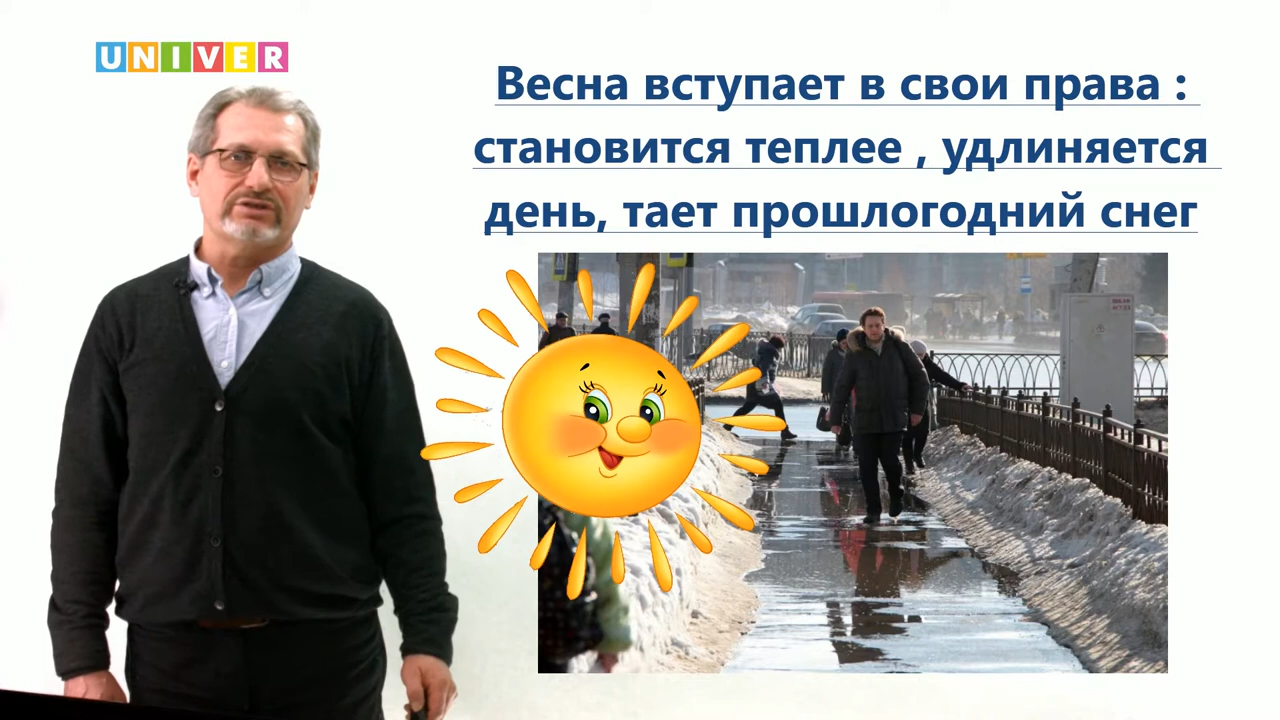 UNIVER
Весна вступает в свои права :
становится теплее , удлиняется
день, тает прошлогодний снег